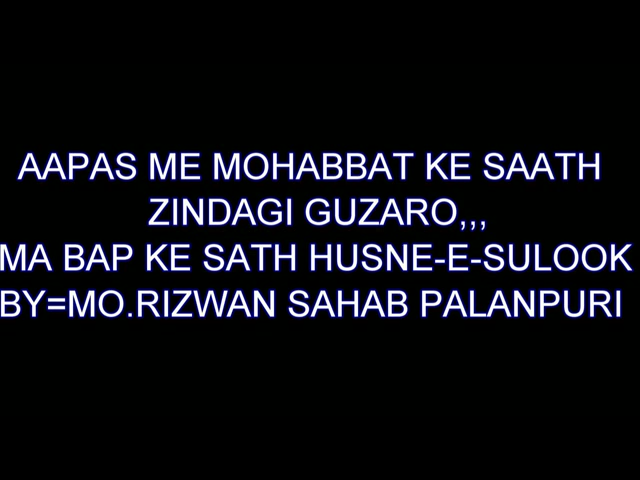 AAPAS ME MOHABBAT KE SAATH
ZINDAGI GUZARO,,,
MA BAP KE SATH HUSNE-E-SULOOK
BY=MO.RIZWAN SAHAB PALANPURI